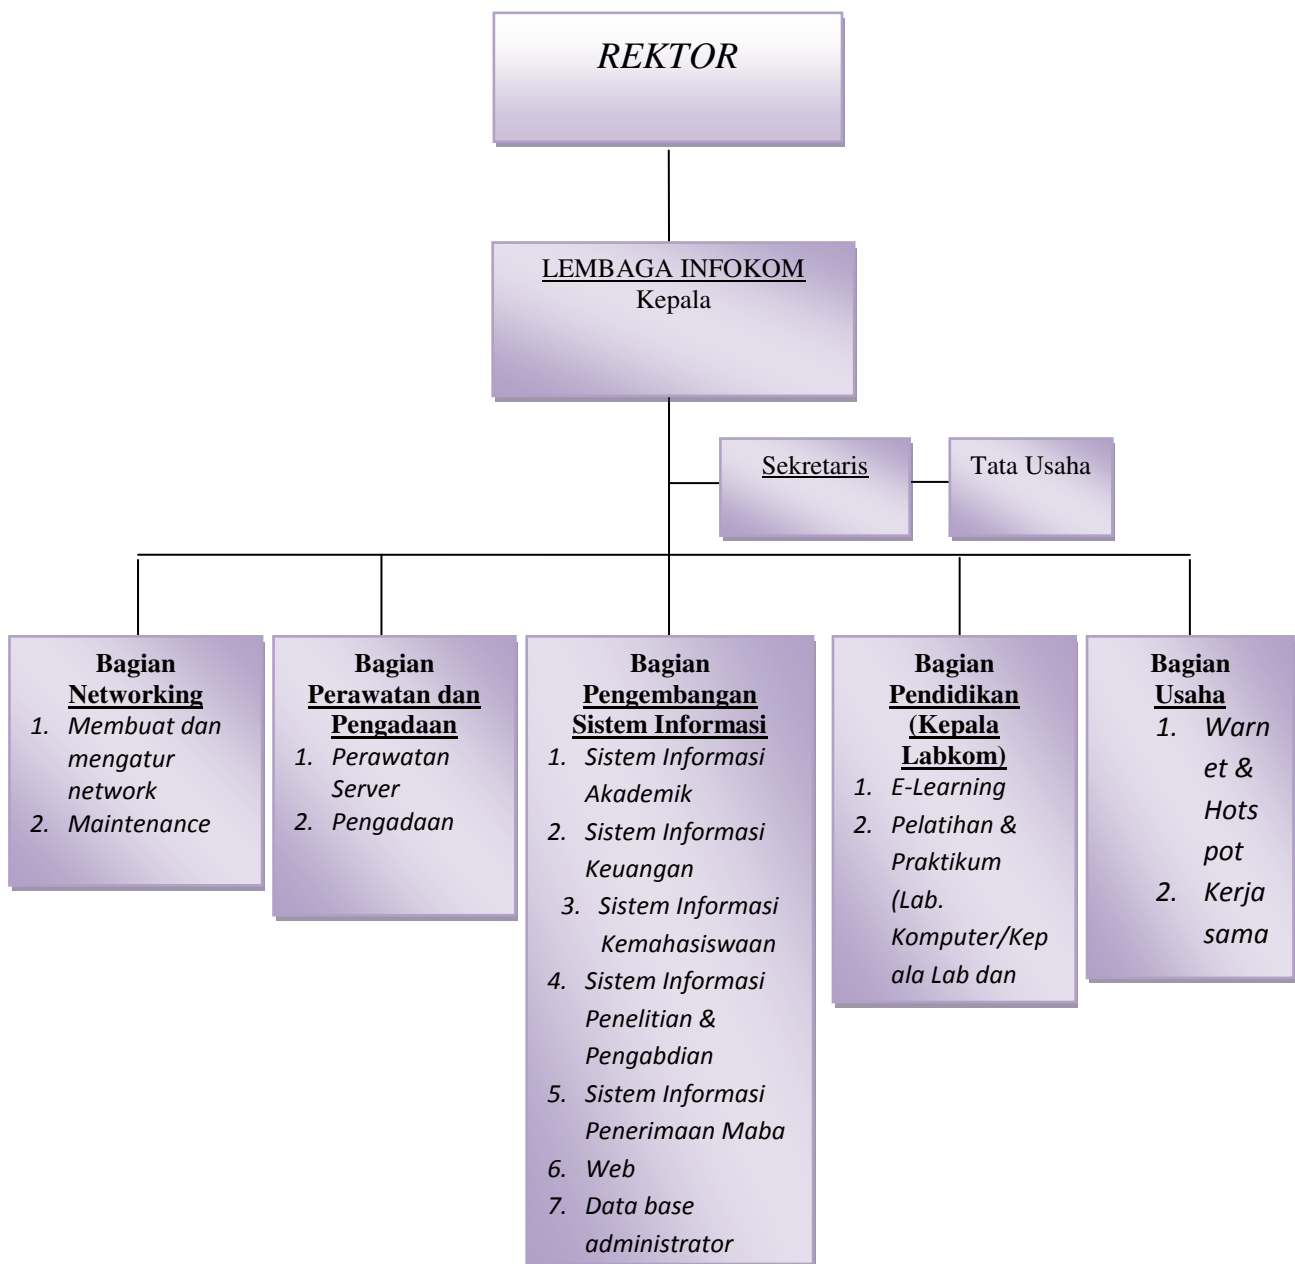 REKTOR
LEMBAGA INFOKOM
Kepala
Sekretaris
Tata Usaha
Bagian
Networking
1. Membuat dan
mengatur
network
2. Maintenance
Bagian
Perawatan dan
Pengadaan
1. Perawatan
Server
2. Pengadaan
Bagian
Pengembangan
Sistem Informasi
1. Sistem Informasi
Akademik
2. Sistem Informasi
Keuangan
3. Sistem Informasi
Kemahasiswaan
4. Sistem Informasi
Penelitian &
Pengabdian
5. Sistem Informasi
Penerimaan Maba
6. Web
7. Data base
administrator
Bagian
Pendidikan
(Kepala
Labkom)
1. E-Learning
2. Pelatihan &
Praktikum
(Lab.
Komputer/Kep
ala Lab dan
Bagian
Usaha
1. Warn
et &
Hots
pot
2. Kerja
sama